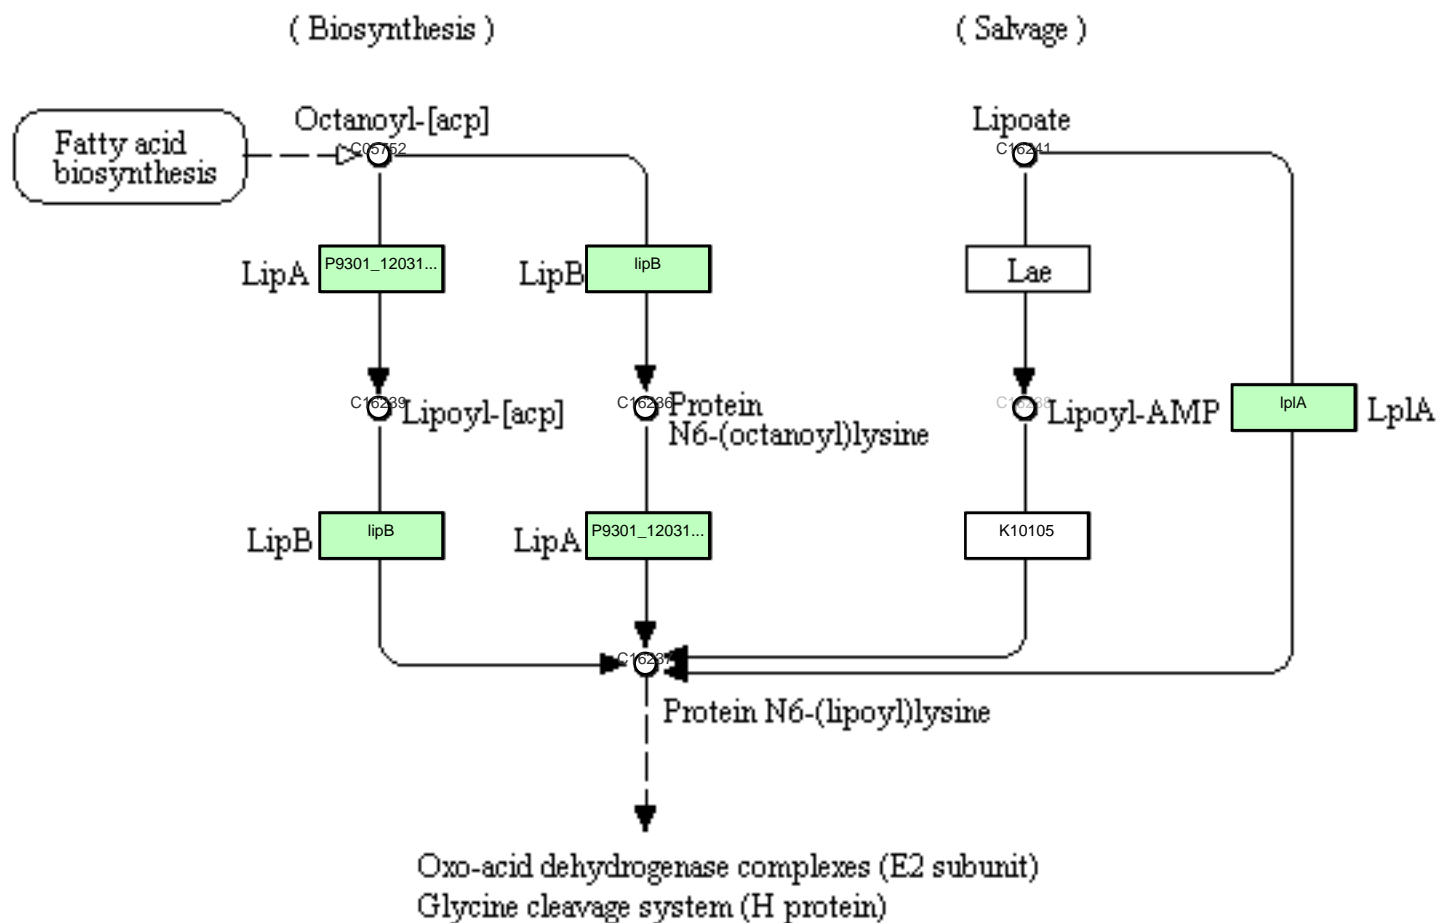 ( Biosynthesis )
( Salvage )
Octanoyl-[acp]
Lipoate
Fatty acid
biosynthesis
C05752
C16241
LipA
P9301_12031...
LipB
lipB
Lae
C16239
Lipoyl-[acp]
C16236
Protein
N6-(octanoyl)lysine
C16238
Lipoyl-AMP
lplA
LplA
LipB
lipB
LipA
P9301_12031...
K10105
C16237
Protein N6-(lipoyl)lysine
Oxo-acid dehydrogenase complexes (E2 subunit)
Glycine cleavage system (H protein)